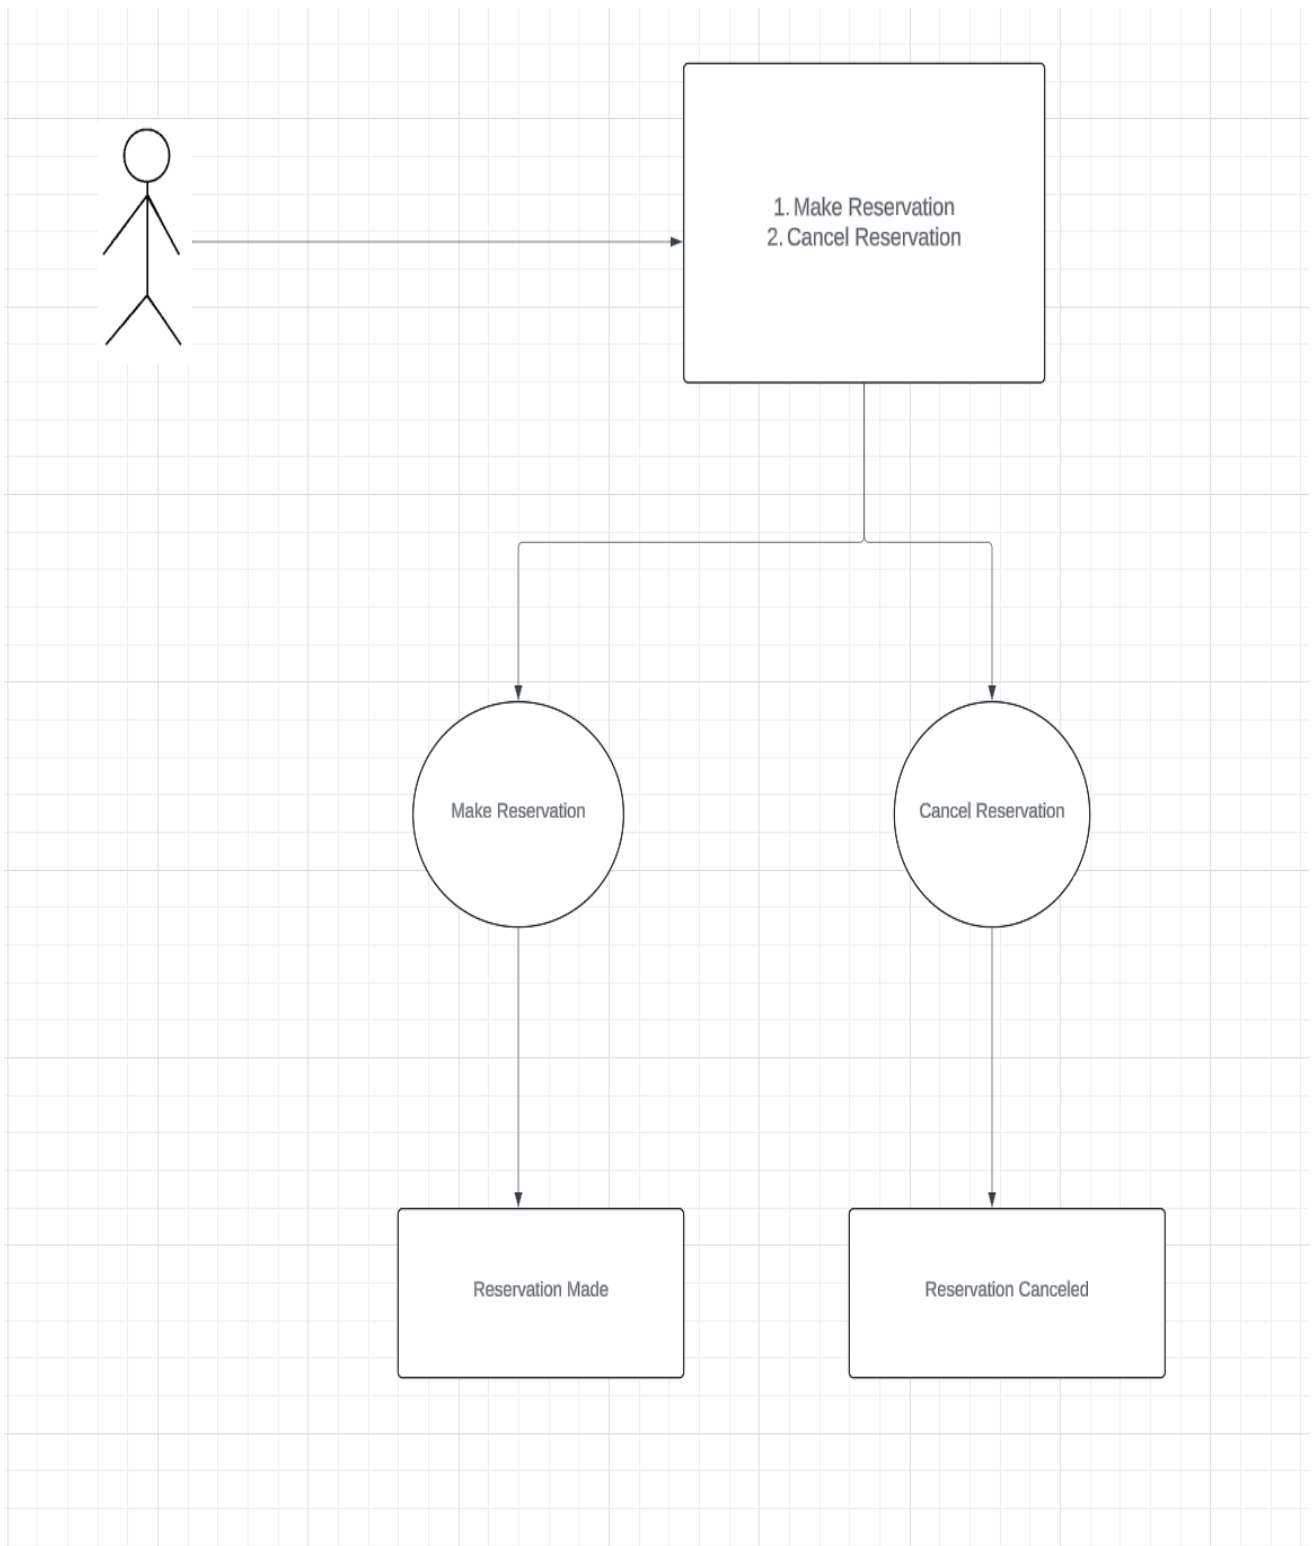 1. Make Reservation
2. Cancel Reservation
Make Reservation
Cancel Reservation
Reservation Made
Reservation Canceled